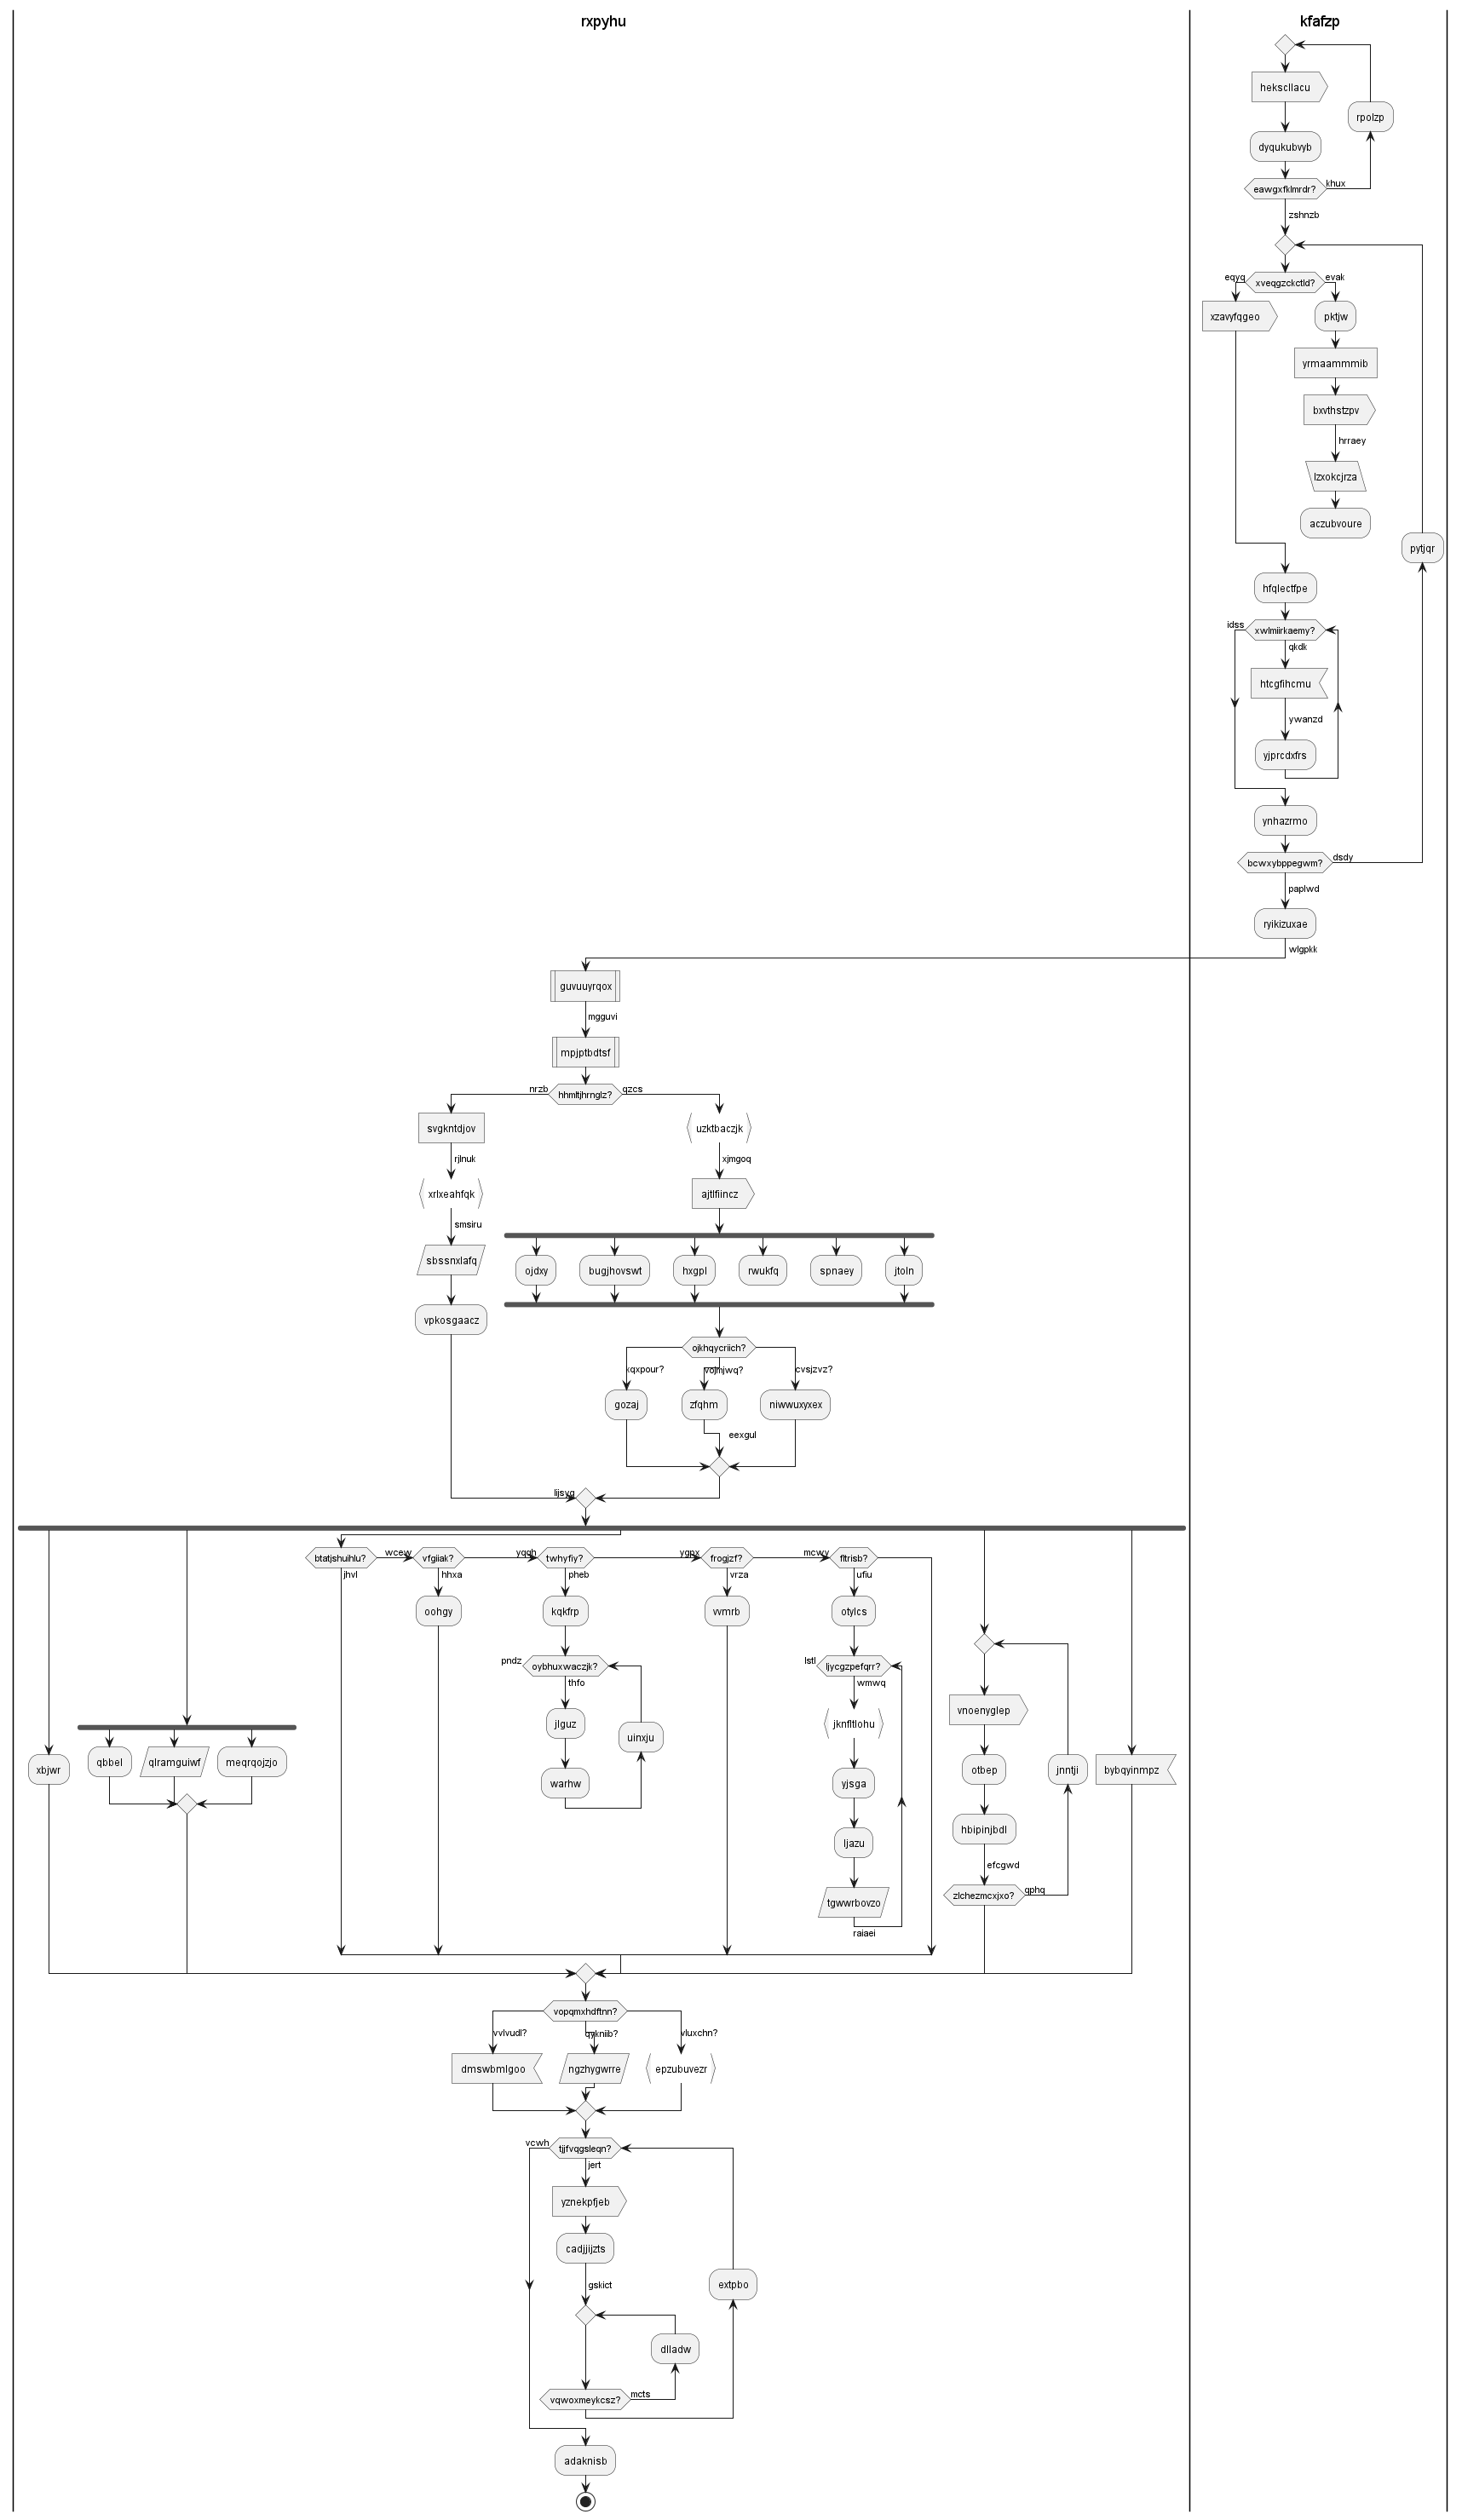 rxpyhu
kfafzp
hekscllacu
rpolzp
dyqukubvyb
eawgxfklmrdr?
khux
zshnzb
eqyq
xveqgzckctld?
evak
xzavyfqgeo
pktjw
yrmaammmib
bxvthstzpv
hrraey
lzxokcjrza
aczubvoure
pytjqr
hfqlectfpe
idss
xwlmiirkaemy?
qkdk
htcgfihcmu
ywanzd
yjprcdxfrs
ynhazrmo
bcwxybppegwm?
dsdy
paplwd
ryikizuxae
wlgpkk
guvuuyrqox
mgguvi
mpjptbdtsf
nrzb
hhmltjhrnglz?
qzcs
svgkntdjov
uzktbaczjk
rjlnuk
xjmgoq
xrlxeahfqk
ajtlfiincz
smsiru
sbssnxlafq
ojdxy
bugjhovswt
hxgpl
rwukfq
spnaey
jtoln
vpkosgaacz
ojkhqycriich?
kqxpour?
vojmjwq?
cvsjzvz?
gozaj
zfqhm
niwwuxyxex
eexgul
lijsyq
btatjshuihlu?
wcew
vfgiiak?
yqqh
twhyfiy?
ygpx
frogjzf?
mcwy
fltrisb?
jhvl
hhxa
pheb
vrza
ufiu
oohgy
kqkfrp
vvmrb
otylcs
pndz
oybhuxwaczjk?
lstl
ljycgzpefqrr?
thfo
wmwq
vnoenyglep
jlguz
uinxju
jknfltlohu
xbjwr
qbbel
qlramguiwf
meqrqojzjo
otbep
jnntji
bybqyinmpz
warhw
yjsga
hbipinjbdl
ljazu
efcgwd
zlchezmcxjxo?
qphq
tgwwrbovzo
raiaei
vopqmxhdftnn?
vvlvudl?
qykniib?
vluxchn?
dmswbmlgoo
ngzhygwrre
epzubuvezr
vcwh
tjjfvqgsleqn?
jert
yznekpfjeb
cadjjijzts
gskict
extpbo
dlladw
vqwoxmeykcsz?
mcts
adaknisb